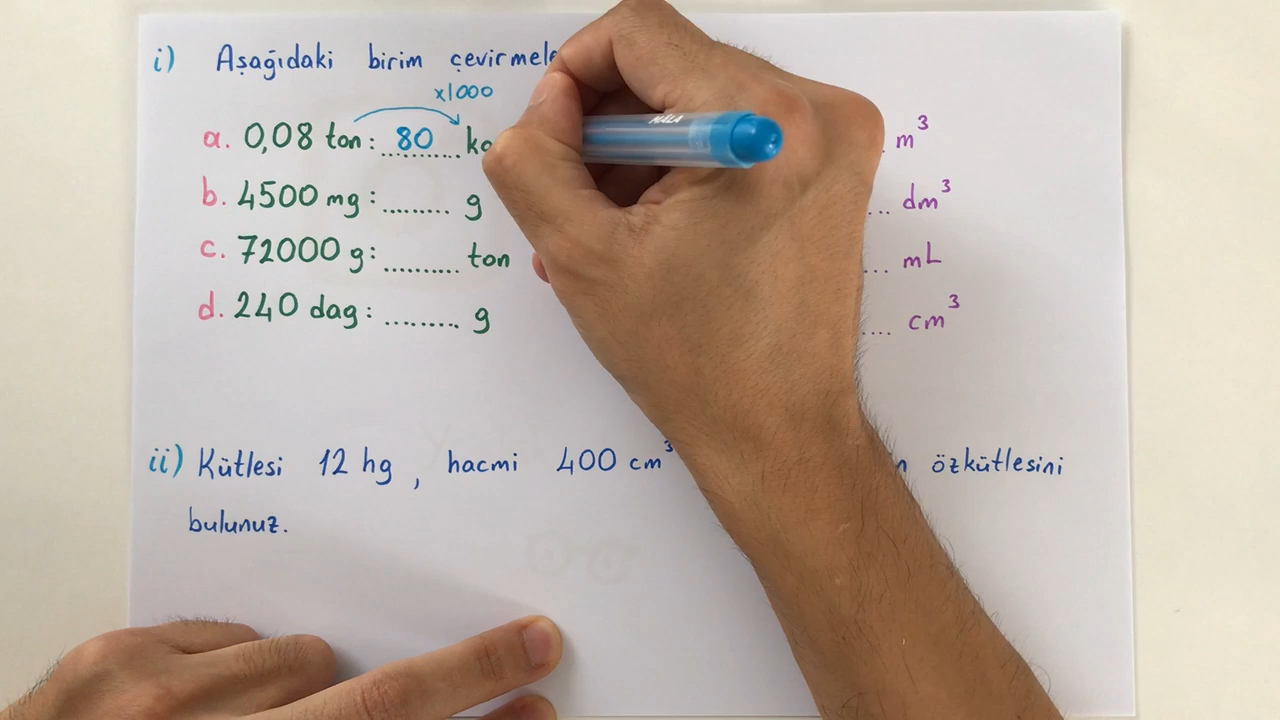 i) Aşağıdaki birim
x1000
a. 0,08 ton: 80
m³
b. 4500 mg: ......... g
dm³
c. 72000 g: .......... ton
mL
d. 240 dag: .......... g
cm³
ii) Kütlesi 12 hg, hacmi 400 cm³ özkütlesini
bulunuz.